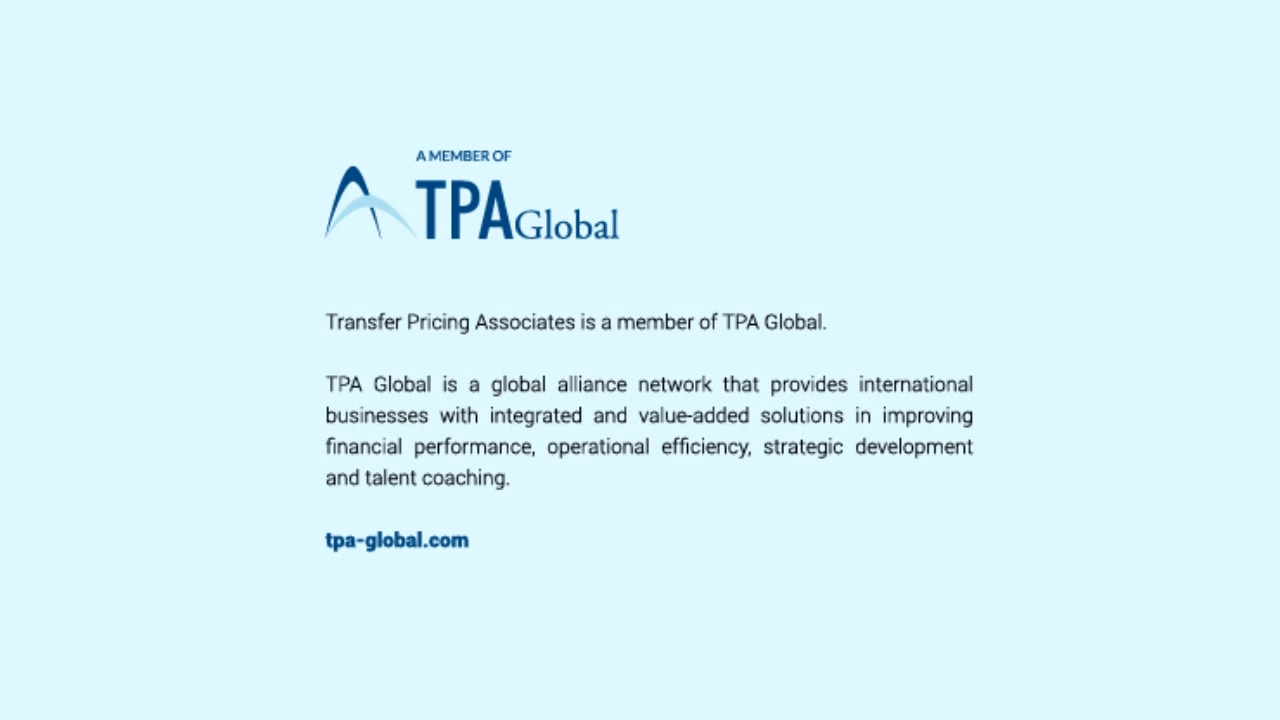 A MEMBER OF
TPAGlobal
Transfer Pricing Associates is a member of TPA Global.
TPA Global is a global alliance network that provides international
businesses with integrated and value-added solutions in improving
financial performance, operational efficiency, strategic development
and talent coaching.
tpa-global.com